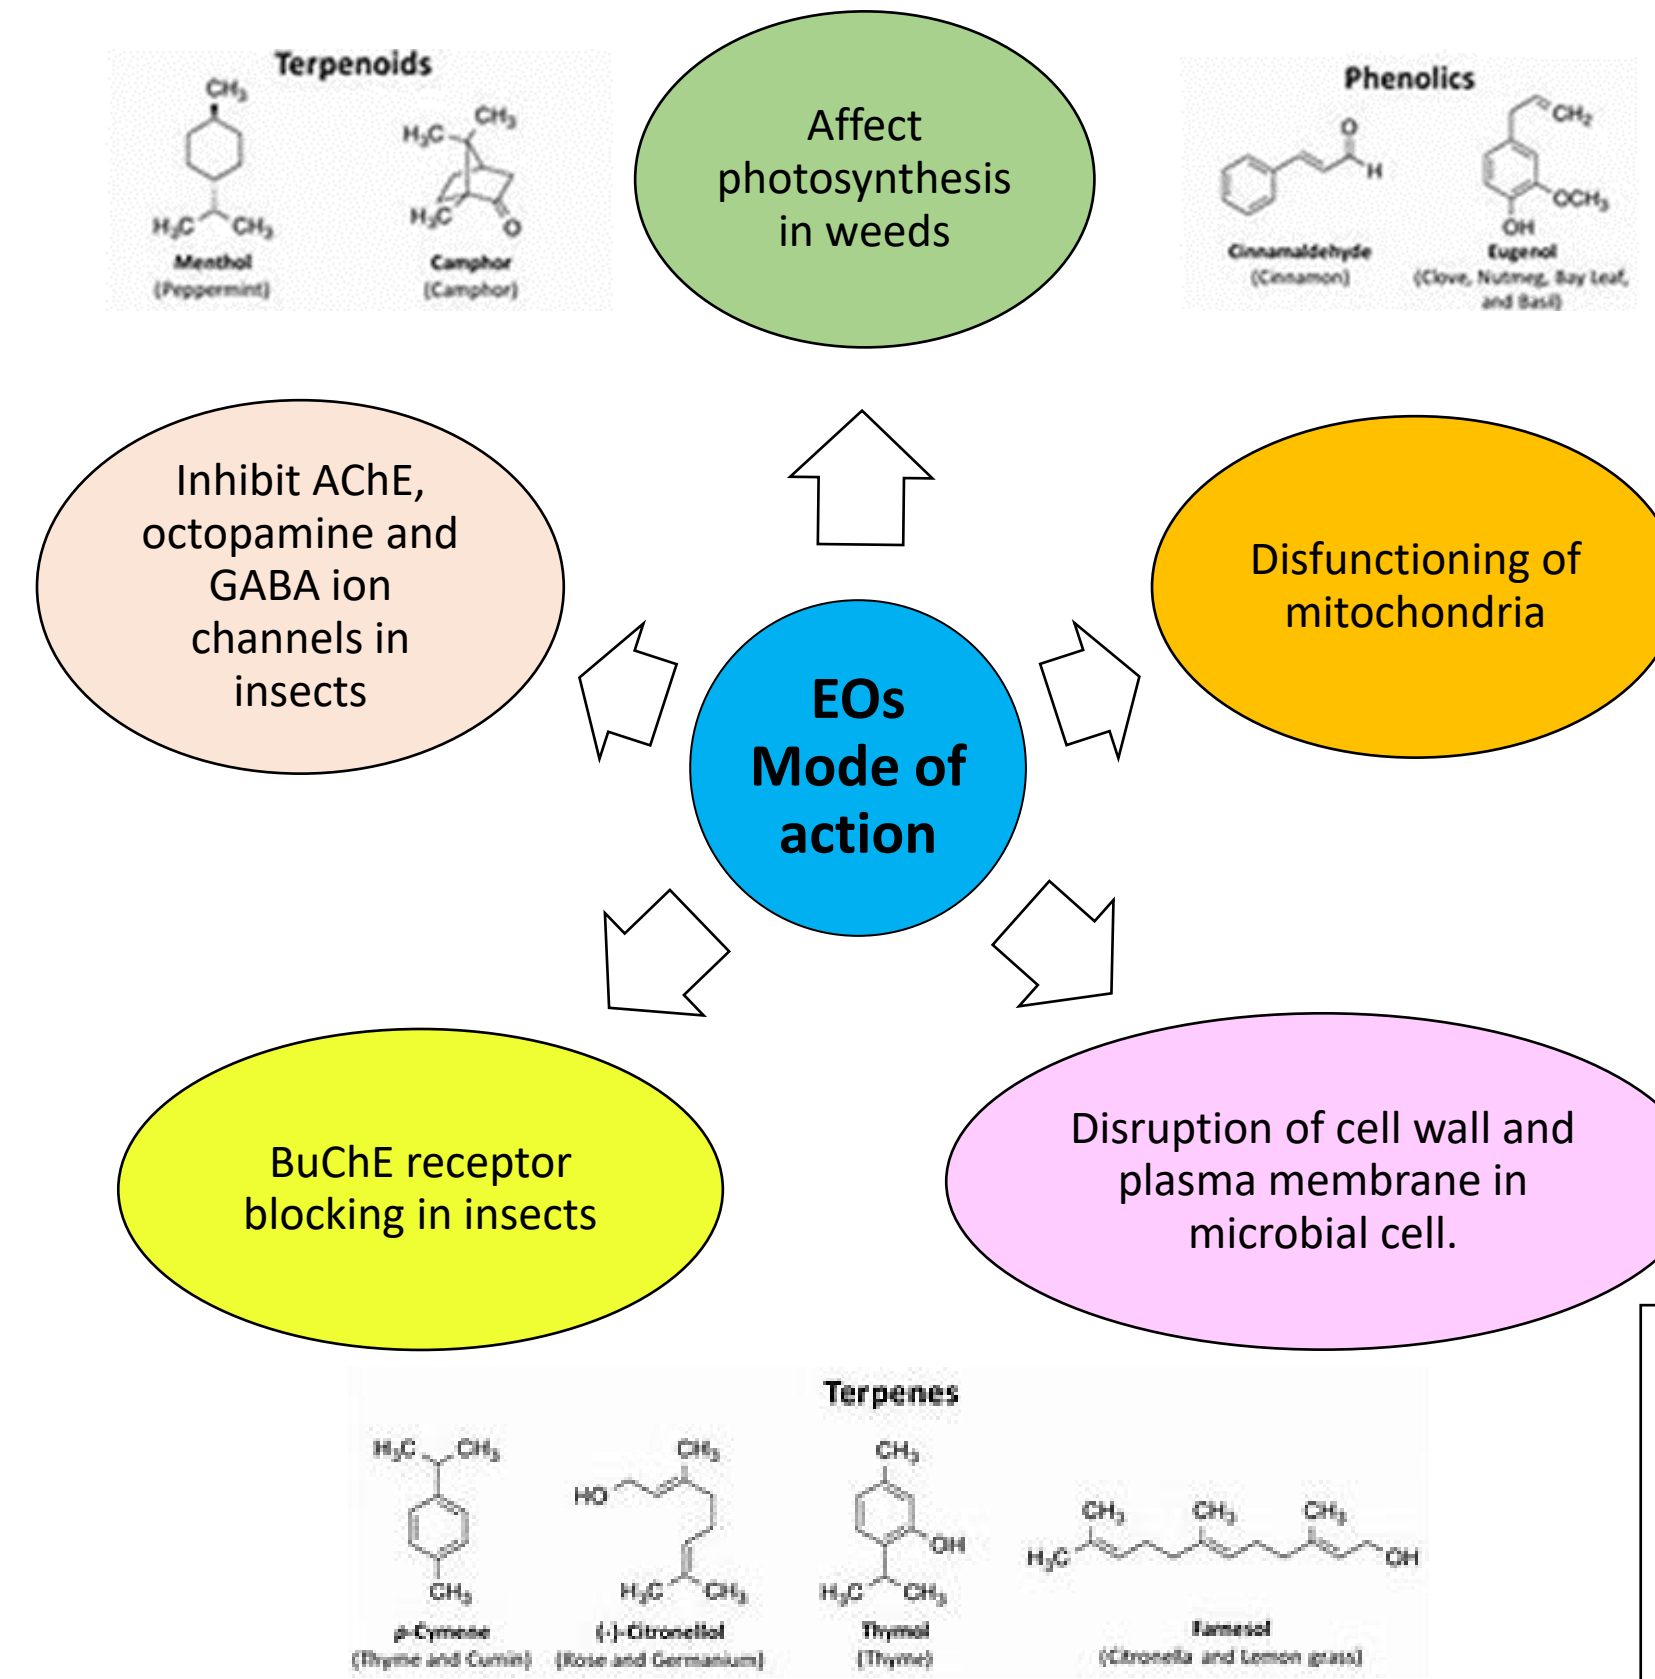 Terpenoids
CH3
H3C CH3
Menthol
(Peppermint)
CH3
H3C
H3C
O
Camphor
(Camphor)
Affect
photosynthesis
in weeds
Phenolics
O
H
Cinnamaldehyde
(Cinnamon)
CH2
OCH3
OH
Eugenol
(Clove, Nutmeg, Bay Leaf,
and Basil)
Inhibit AChE,
octopamine and
GABA ion
channels in
insects
Disfunctioning of
mitochondria
EOs
Mode of
action
BuChE receptor
blocking in insects
Disruption of cell wall and
plasma membrane in
microbial cell.
Terpenes
H3C CH3
CH3
p-Cymene
(Thyme and Cumin)
CH3
HO
H3C CH3
(-)-Citronellol
(Rose and Germanium)
CH3
OH
H3C CH3
Thymol
(Thyme)
CH3 CH3 CH3
H3C OH
Farnesol
(Citronella and Lemon grass)